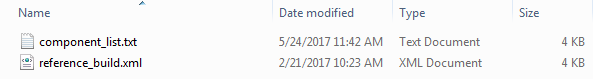 Name Date modified Type Size
component_list.txt 5/24/2017 11:42 AM Text Document 4 KB
reference_build.xml 2/21/2017 10:23 AM XML Document 4 KB